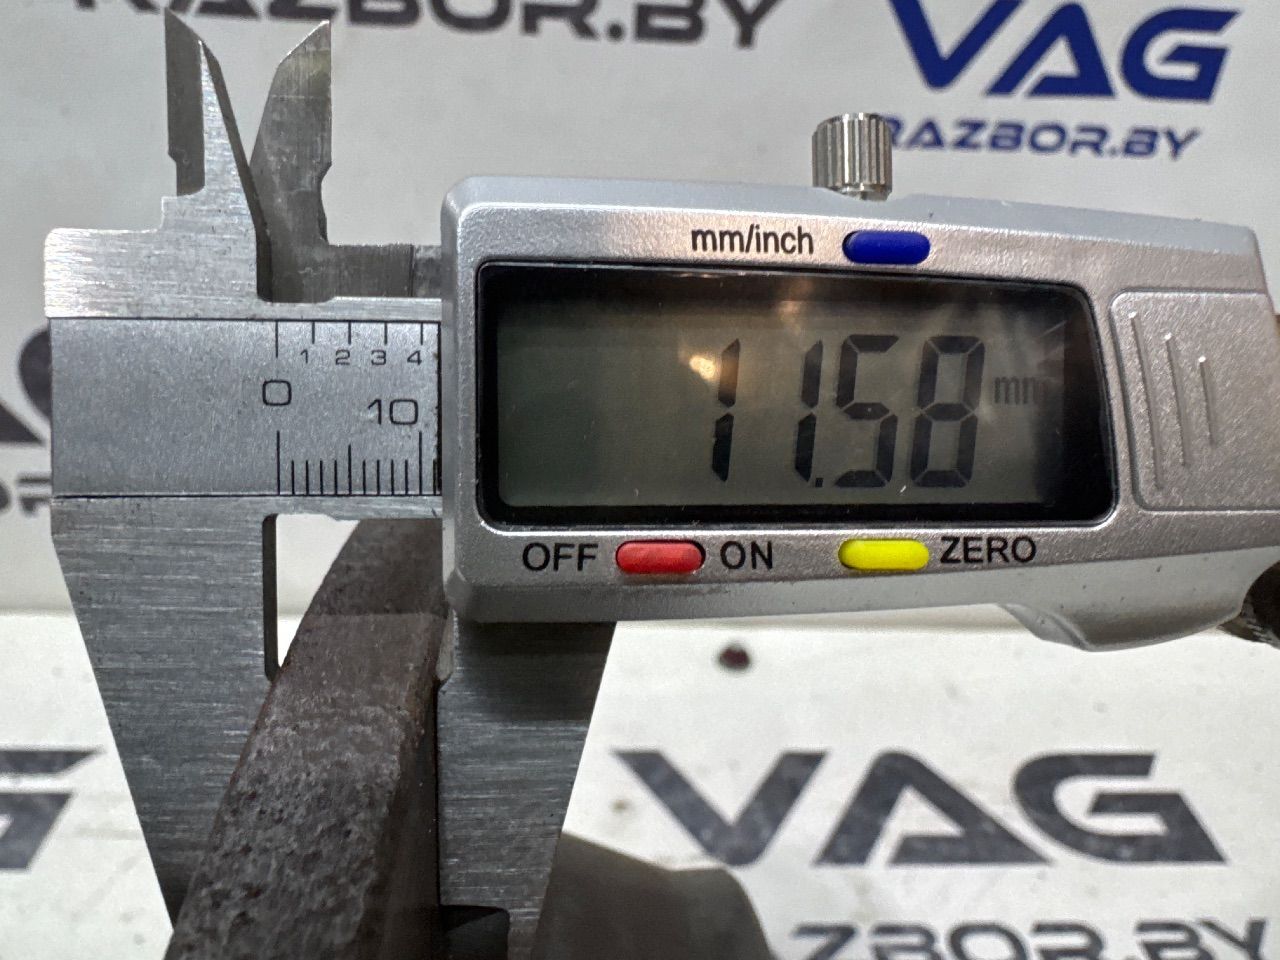 RAZBOR.BY
VAG
RAZBOR.BY
mm/inch
1 2 3 4
0 10
11.58 mm
OFF ON ZERO
VAG
RAZBOR.BY